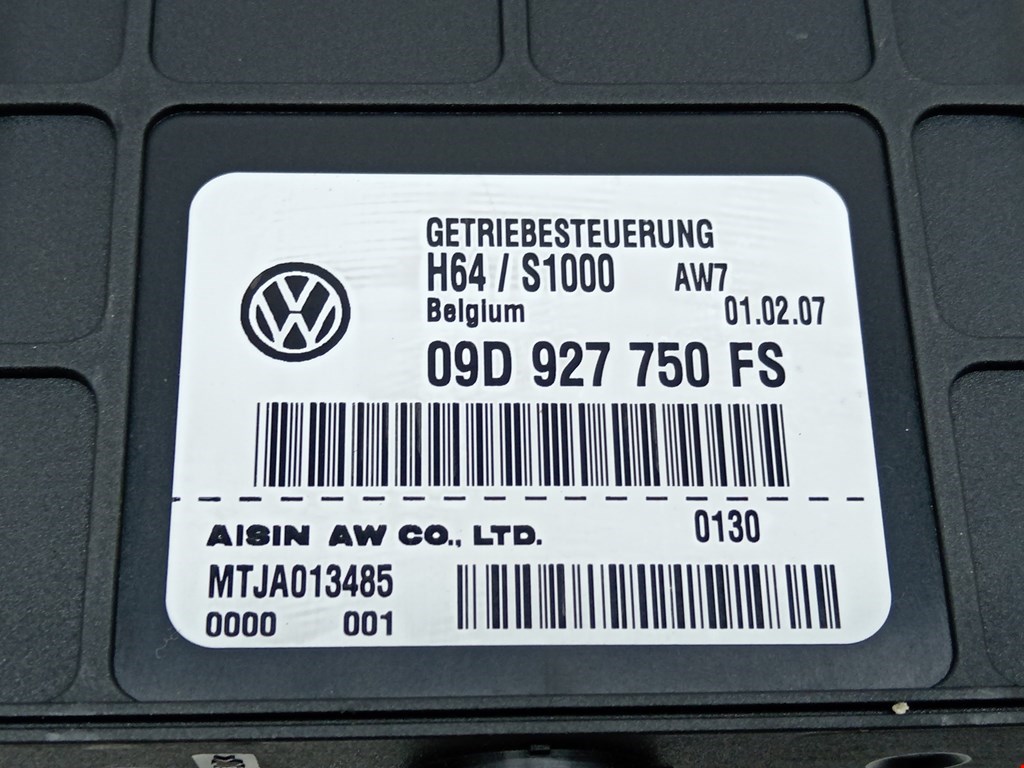 GETRIEBESTEUERUNG
H64 / S1000 AW7
Belgium 01.02.07
09D 927 750 FS
AISIN AW CO., LTD. 0130
MTJA013485
0000 001